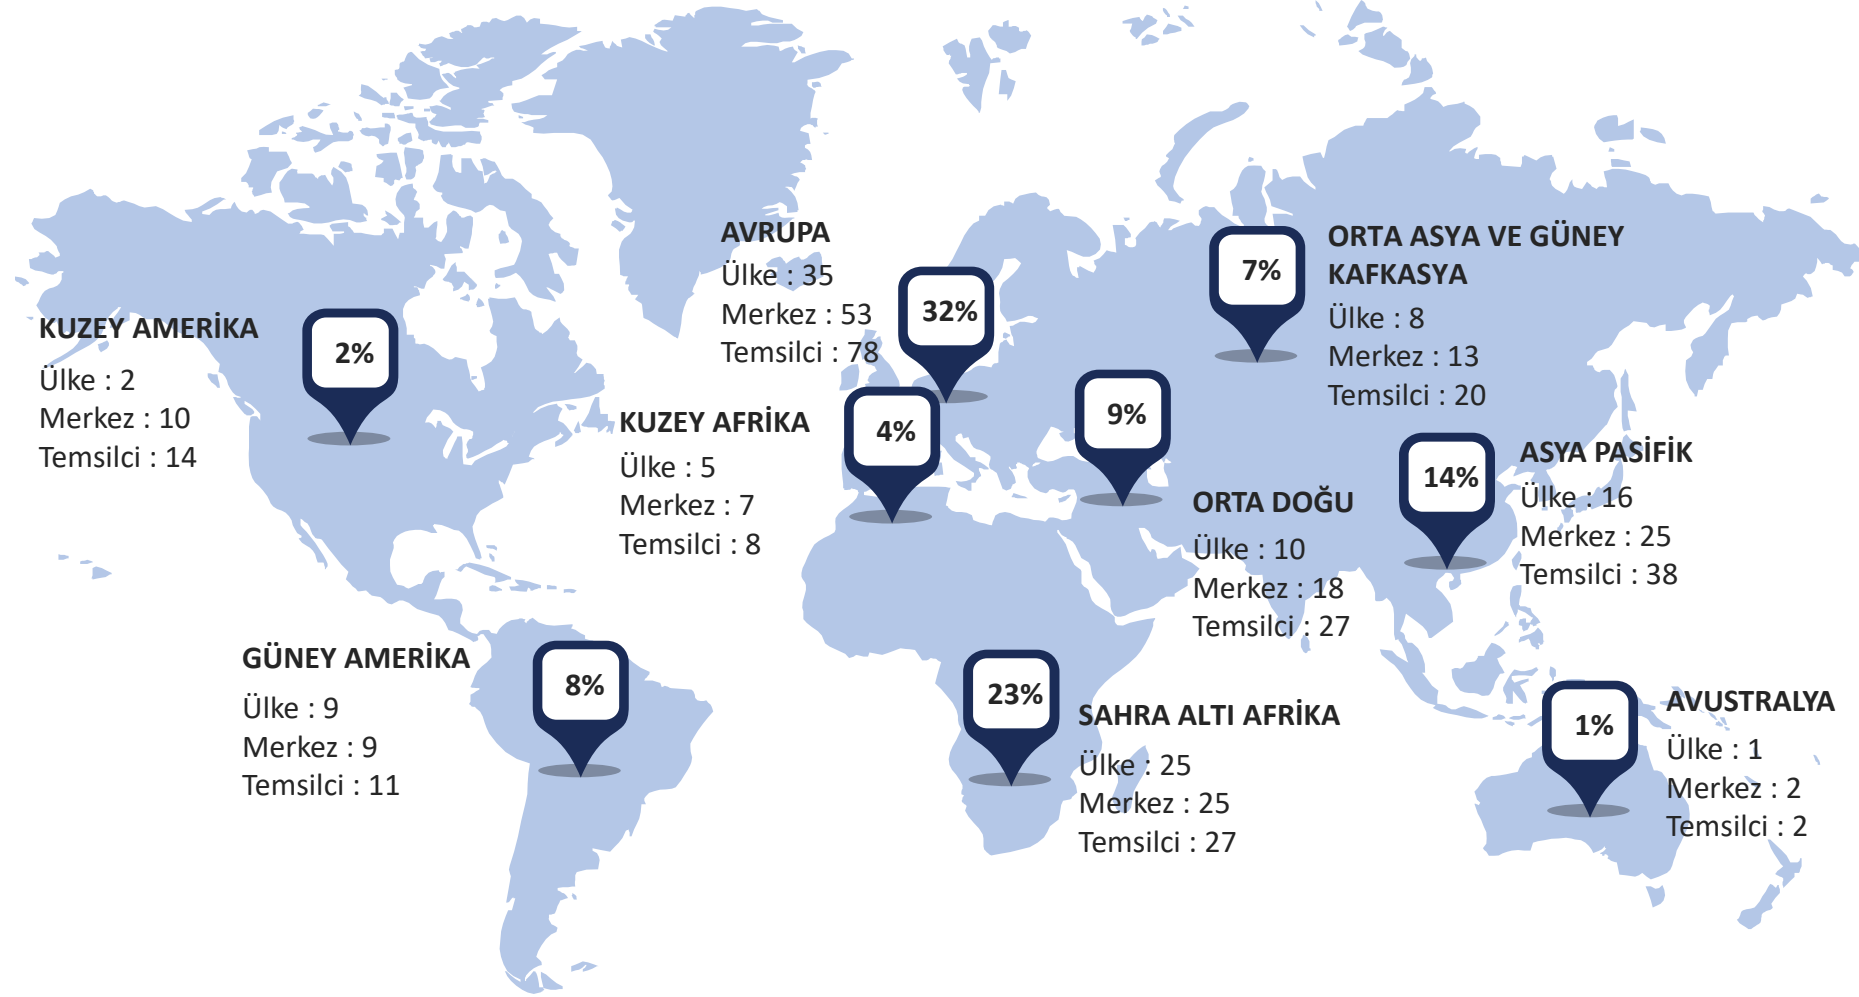 KUZEY AMERİKA
Ülke : 2
Merkez : 10
Temsilci : 14
2%
AVRUPA
Ülke : 35
Merkez : 53
Temsilci : 78
32%
ORTA ASYA VE GÜNEY
KAFKASYA
Ülke : 8
Merkez : 13
Temsilci : 20
7%
KUZEY AFRİKA
Ülke : 5
Merkez : 7
Temsilci : 8
4%
9%
ORTA DOĞU
Ülke : 10
Merkez : 18
Temsilci : 27
14%
ASYA PASİFİK
Ülke : 16
Merkez : 25
Temsilci : 38
GÜNEY AMERİKA
Ülke : 9
Merkez : 9
Temsilci : 11
8%
23%
SAHRA ALTI AFRİKA
Ülke : 25
Merkez : 25
Temsilci : 27
1%
AVUSTRALYA
Ülke : 1
Merkez : 2
Temsilci : 2